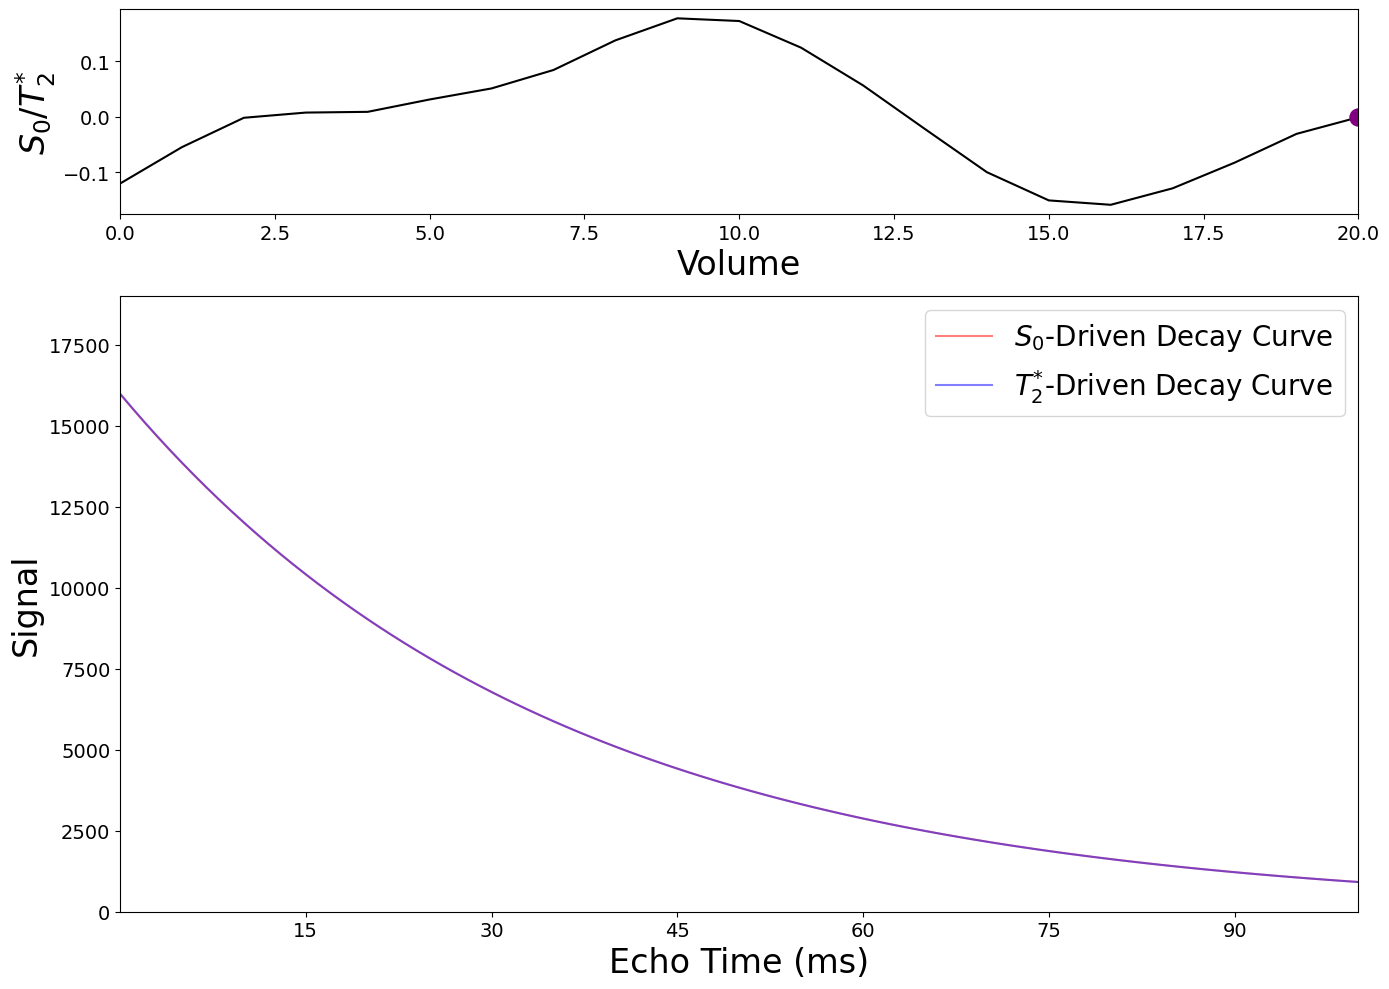 S₀/T₂*
0.1
0.0
−0.1
0.0 2.5 5.0 7.5 10.0 12.5 15.0 17.5 20.0
Volume
S₀-Driven Decay Curve
T₂*-Driven Decay Curve
Signal
17500
15000
12500
10000
7500
5000
2500
0
15 30 45 60 75 90
Echo Time (ms)